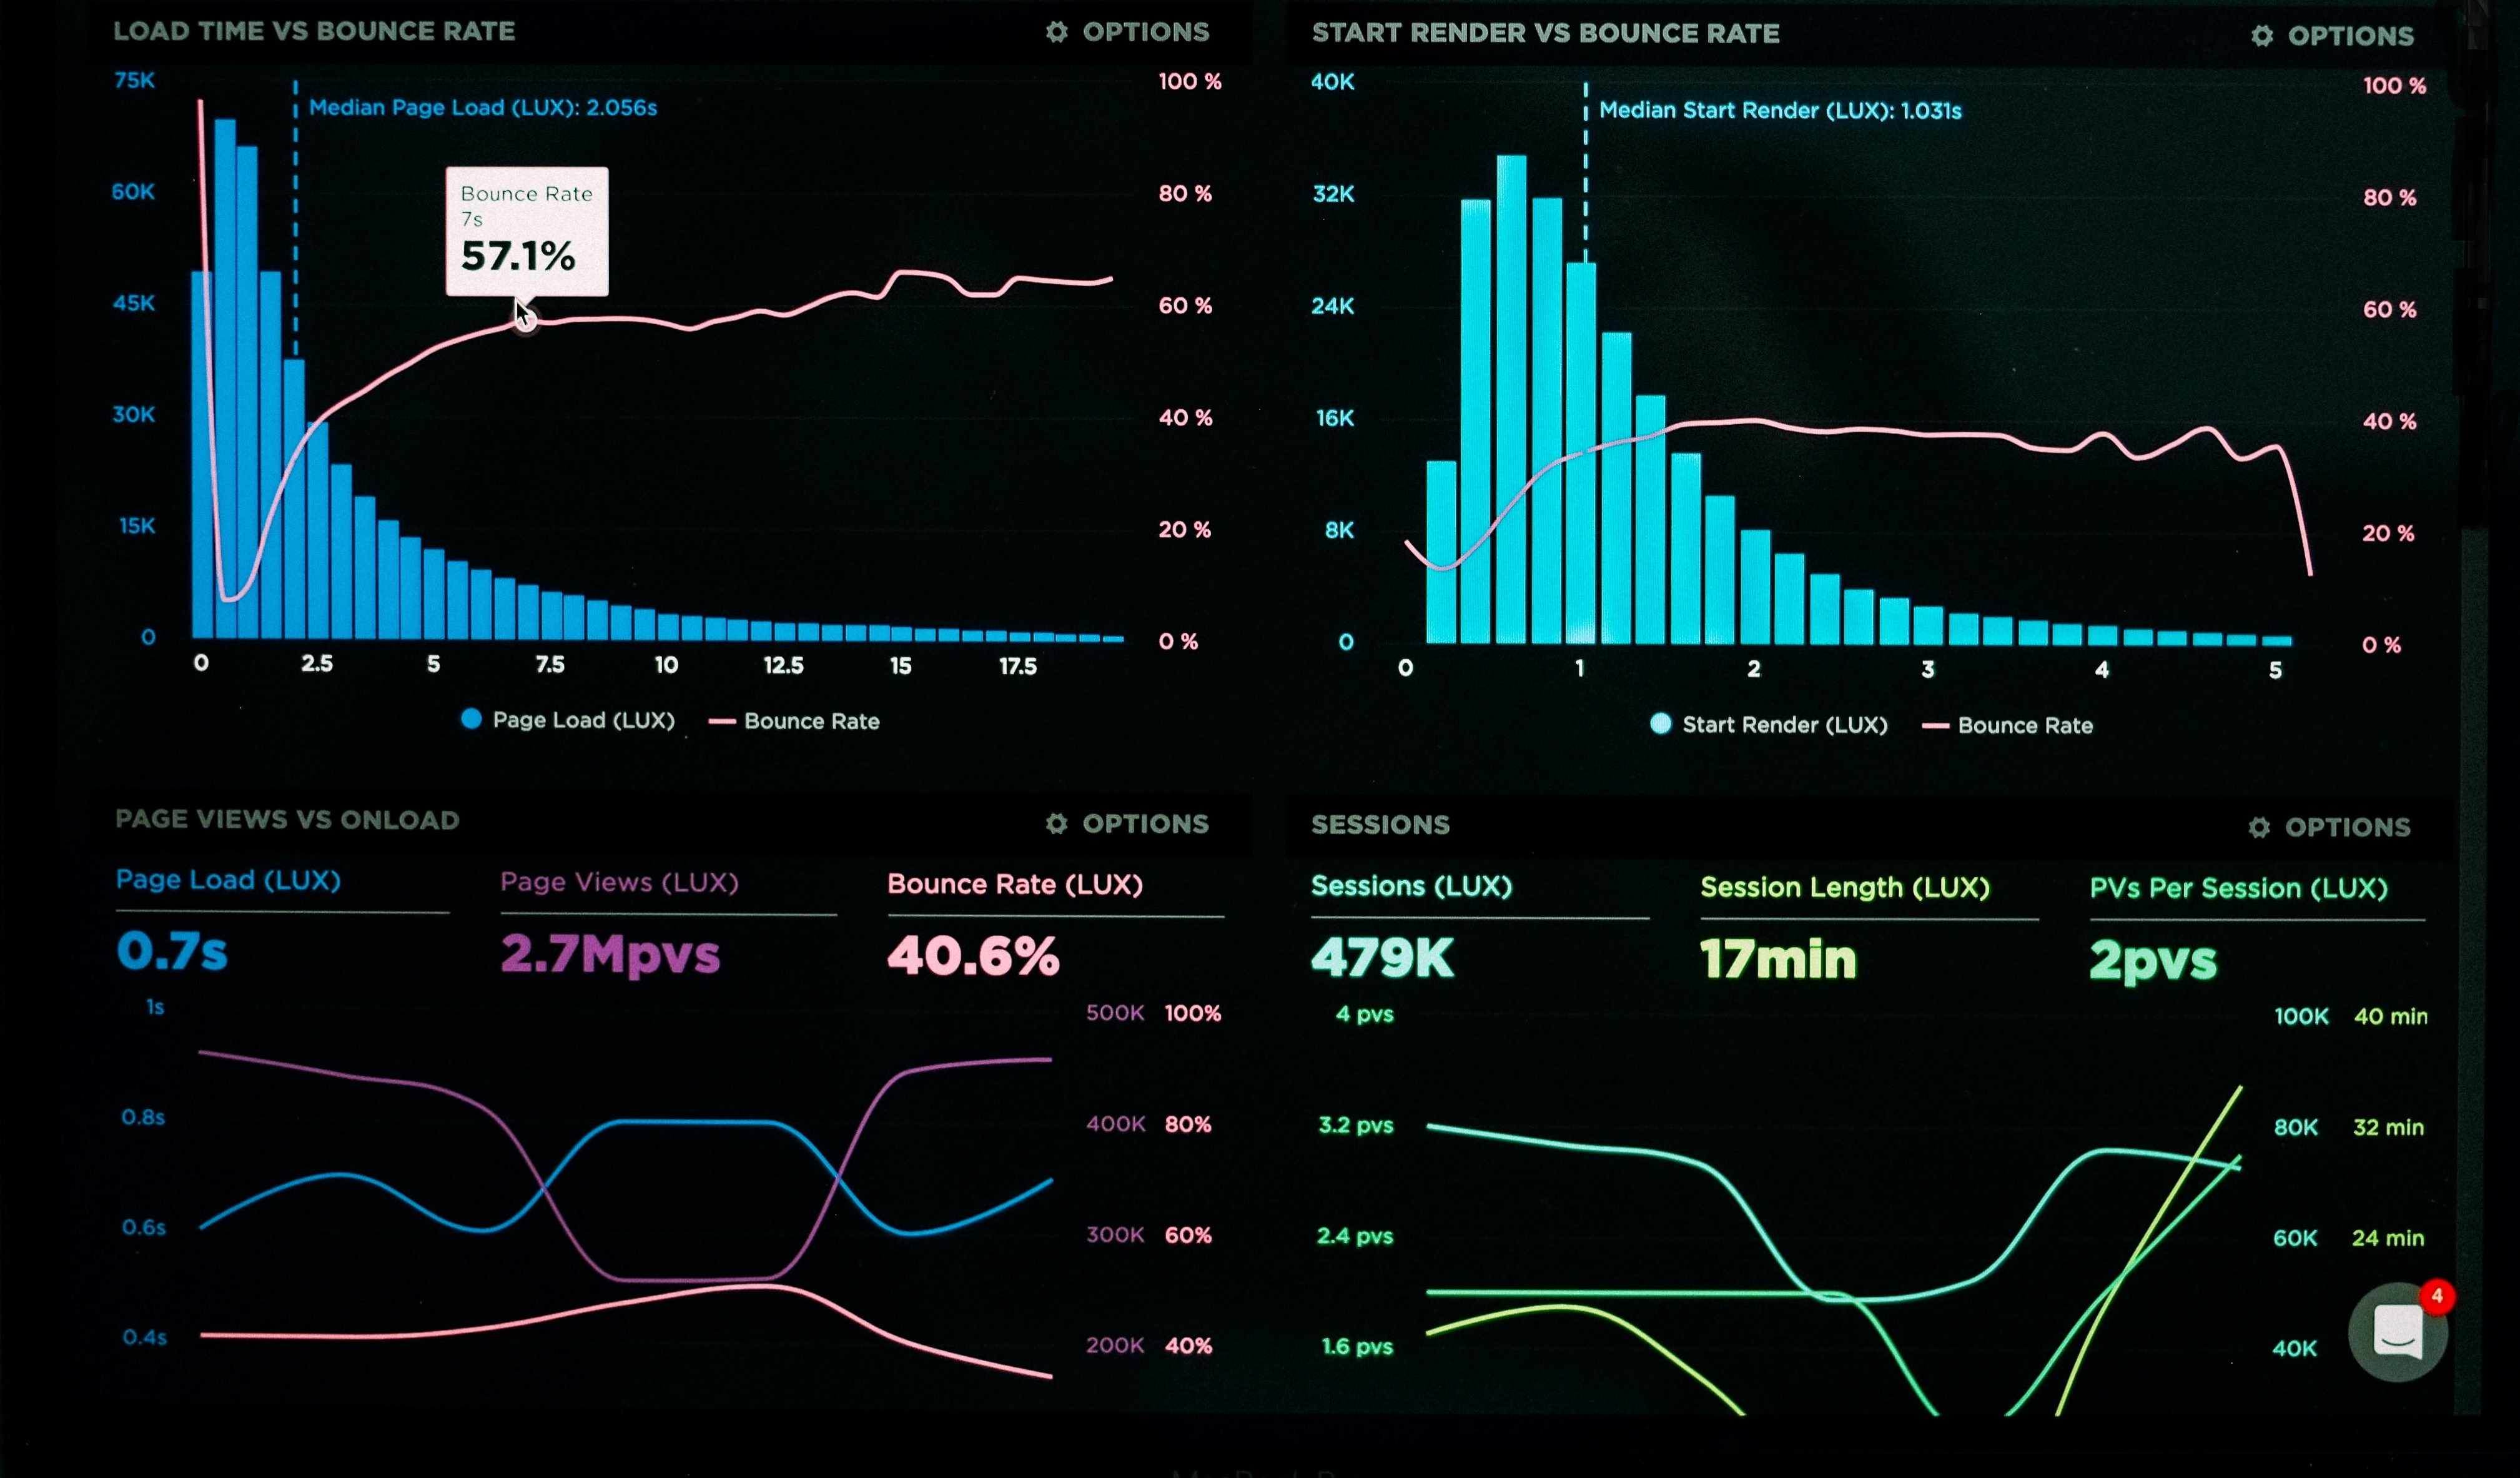 LOAD TIME VS BOUNCE RATE
OPTIONS
75K
60K
45K
30K
15K
0
Median Page Load (LUX): 2.056s
Bounce Rate
7s
57.1%
100 %
80 %
60 %
40 %
20 %
0 %
0 2.5 5 7.5 10 12.5 15 17.5
Page Load (LUX) Bounce Rate
START RENDER VS BOUNCE RATE
OPTIONS
40K
32K
24K
16K
8K
0
Median Start Render (LUX): 1.031s
100 %
80 %
60 %
40 %
20 %
0 %
0 1 2 3 4 5
Start Render (LUX) Bounce Rate
PAGE VIEWS VS ONLOAD
OPTIONS
Page Load (LUX)
0.7s
Page Views (LUX)
2.7Mpvs
Bounce Rate (LUX)
40.6%
1s
0.8s
0.6s
0.4s
500K 100%
400K 80%
300K 60%
200K 40%
SESSIONS
OPTIONS
Sessions (LUX)
479K
Session Length (LUX)
17min
PVs Per Session (LUX)
2pvs
4 pvs
3.2 pvs
2.4 pvs
1.6 pvs
100K 40 min
80K 32 min
60K 24 min
40K
4